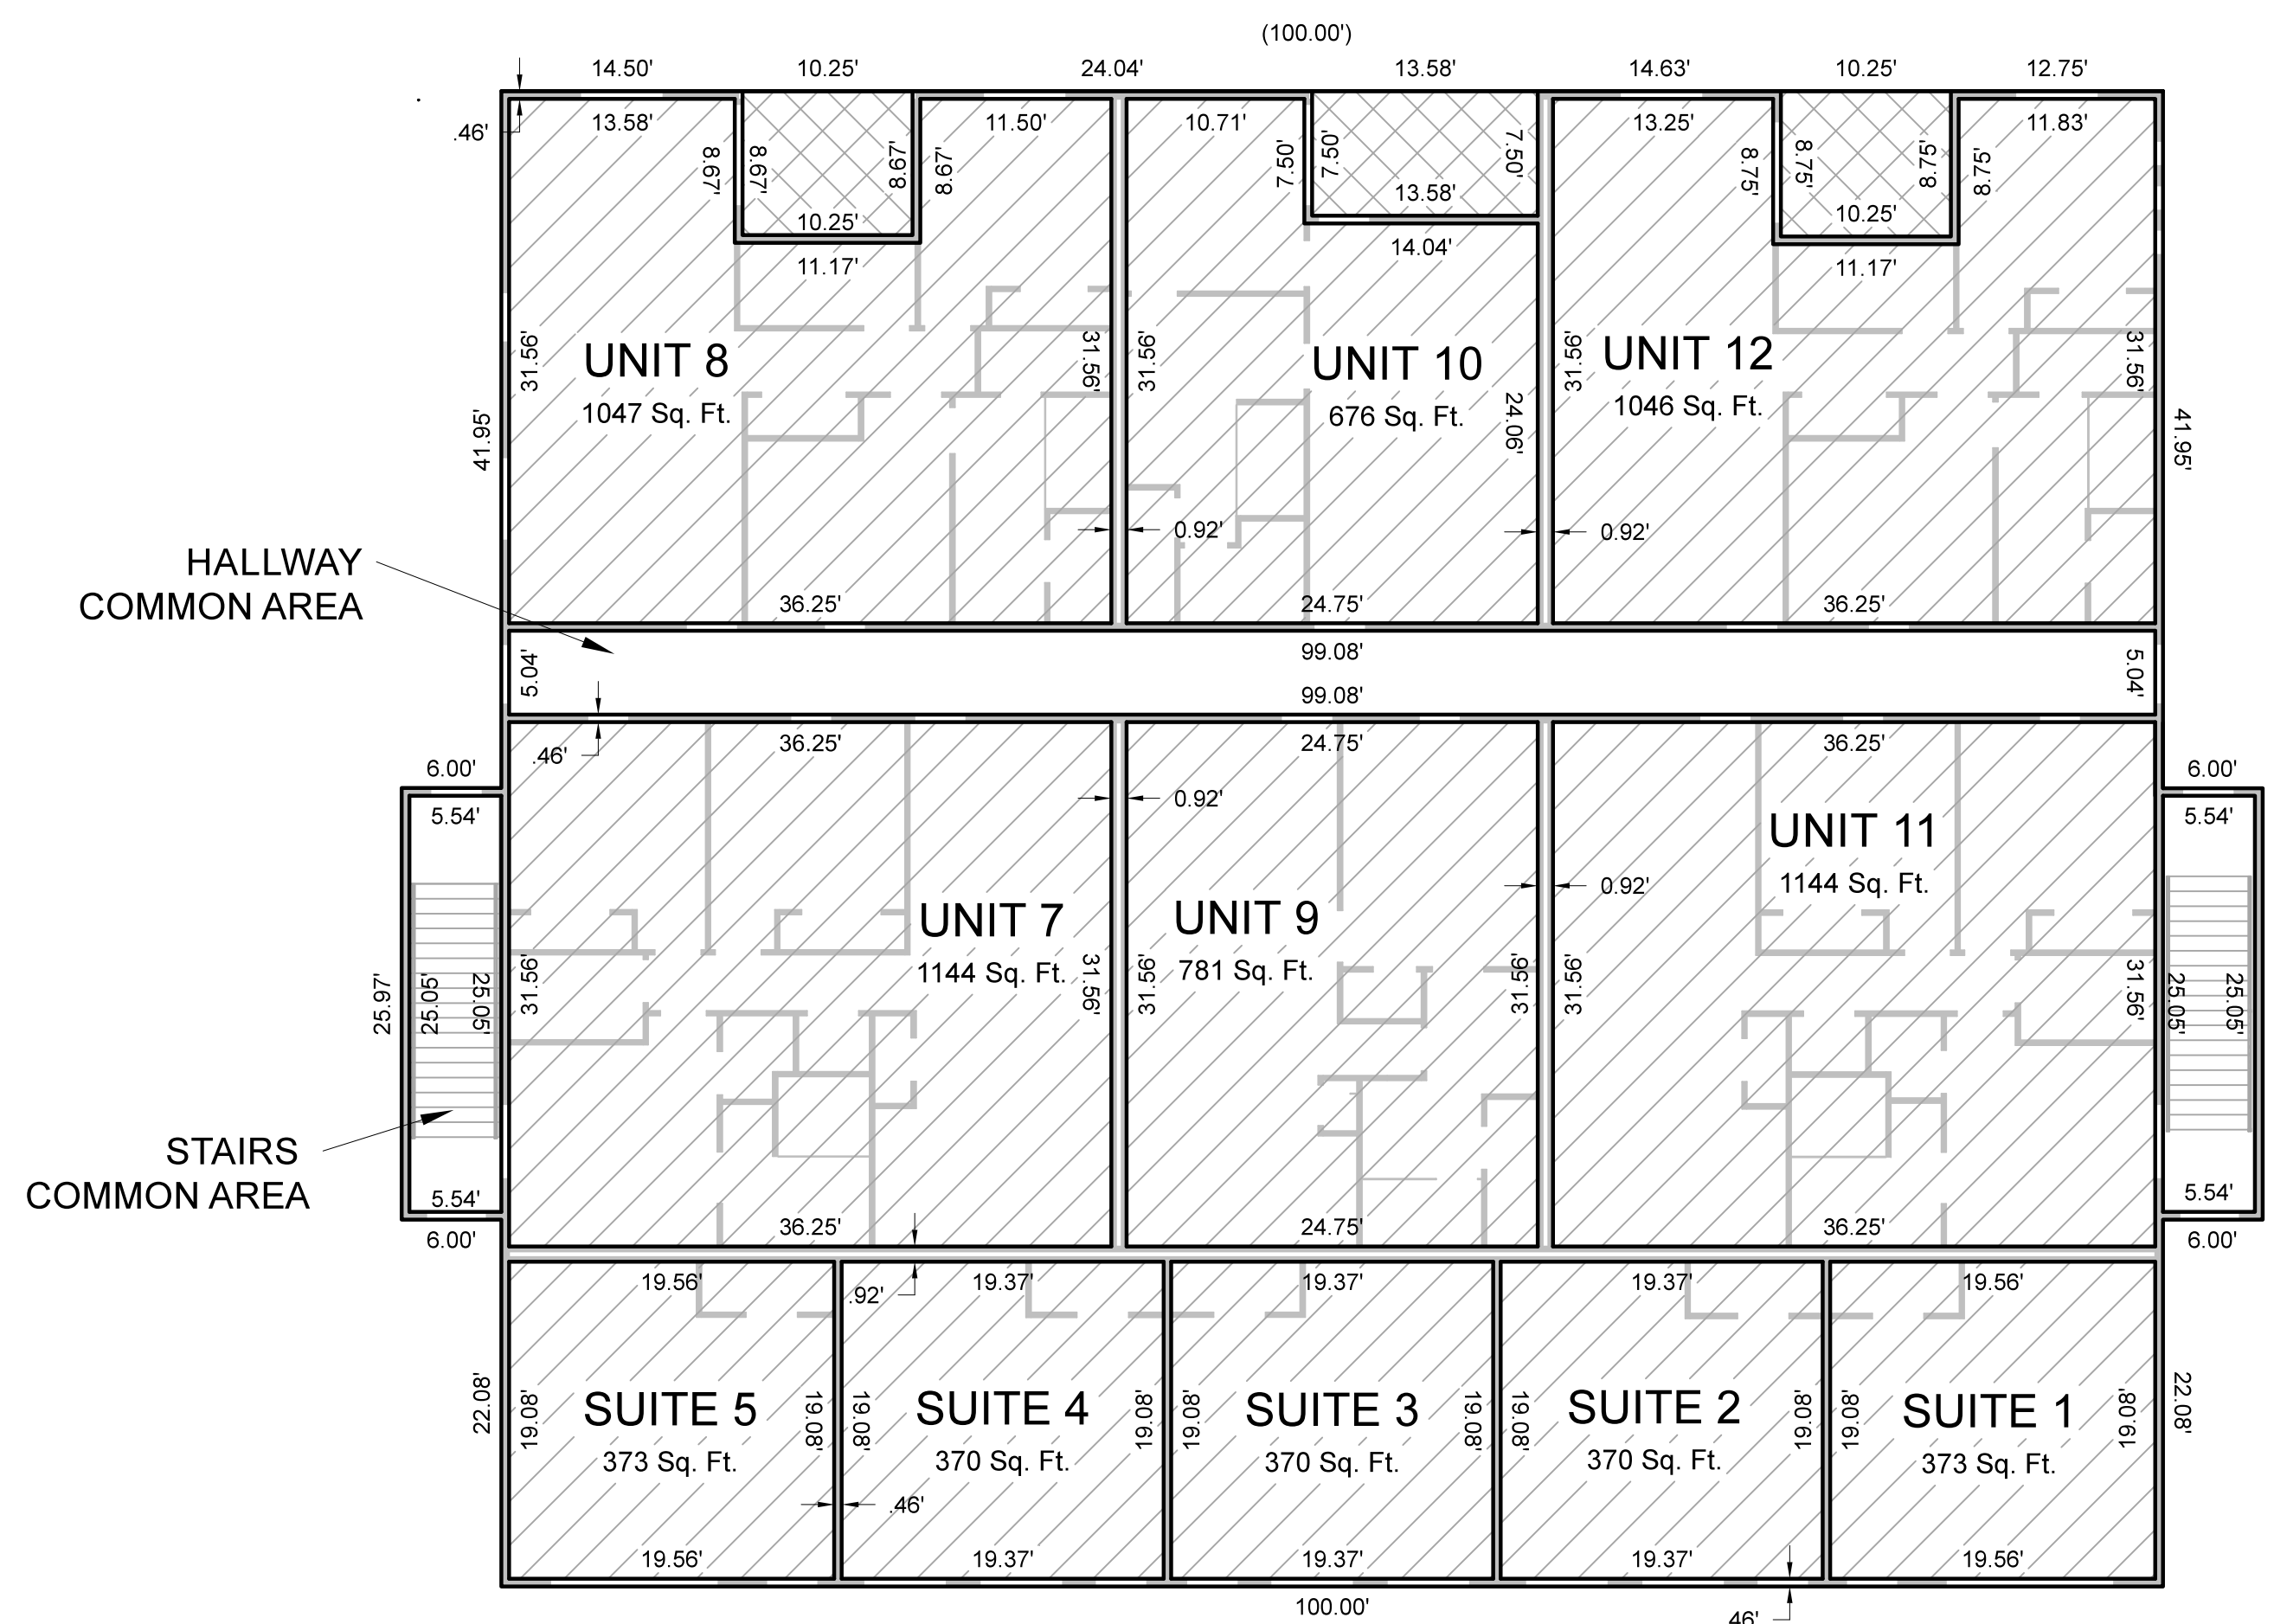 (100.00')
14.50' 10.25' 24.04' 13.58' 14.63' 10.25' 12.75'
.46' 13.58' 11.50' 10.71' 13.25' 11.83'
8.67' 8.67' 8.67' 8.67' 7.50' 7.50' 7.50' 8.75' 8.75' 8.75' 8.75'
10.25' 13.58' 10.25'
11.17' 14.04' 11.17'
31.56' 31.56' 31.56' 31.56' 31.56'
UNIT 8 UNIT 10 UNIT 12
1047 Sq. Ft. 676 Sq. Ft. 1046 Sq. Ft.
41.95' 24.06' 41.95'
0.92' 0.92'
HALLWAY
COMMON AREA
36.25' 24.75' 36.25'
99.08'
5.04' 5.04'
99.08'
.46' 36.25' 24.75' 36.25'
6.00' 6.00'
0.92'
5.54' 5.54'
UNIT 11
1144 Sq. Ft.
0.92'
UNIT 7 UNIT 9
1144 Sq. Ft. 781 Sq. Ft.
25.97' 25.05' 25.05' 31.56' 31.56' 31.56' 31.56' 31.56' 31.56' 25.05' 25.05'
STAIRS
COMMON AREA
5.54' 5.54'
36.25' 24.75' 36.25'
6.00' 6.00'
19.56' 19.37' 19.37' 19.37' 19.56'
.92'
22.08' 19.08' 19.08' 19.08' 19.08' 19.08' 19.08' 19.08' 19.08' 19.08' 19.08' 22.08'
SUITE 5 SUITE 4 SUITE 3 SUITE 2 SUITE 1
373 Sq. Ft. 370 Sq. Ft. 370 Sq. Ft. 370 Sq. Ft. 373 Sq. Ft.
.46'
19.56' 19.37' 19.37' 19.37' 19.56'
100.00'
.46'